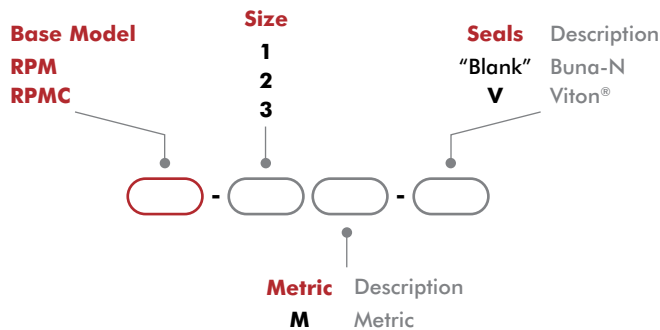 Base Model
RPM
RPMC
Size
1
2
3
Seals Description
“Blank” Buna-N
V Viton®
- -
Metric Description
M Metric